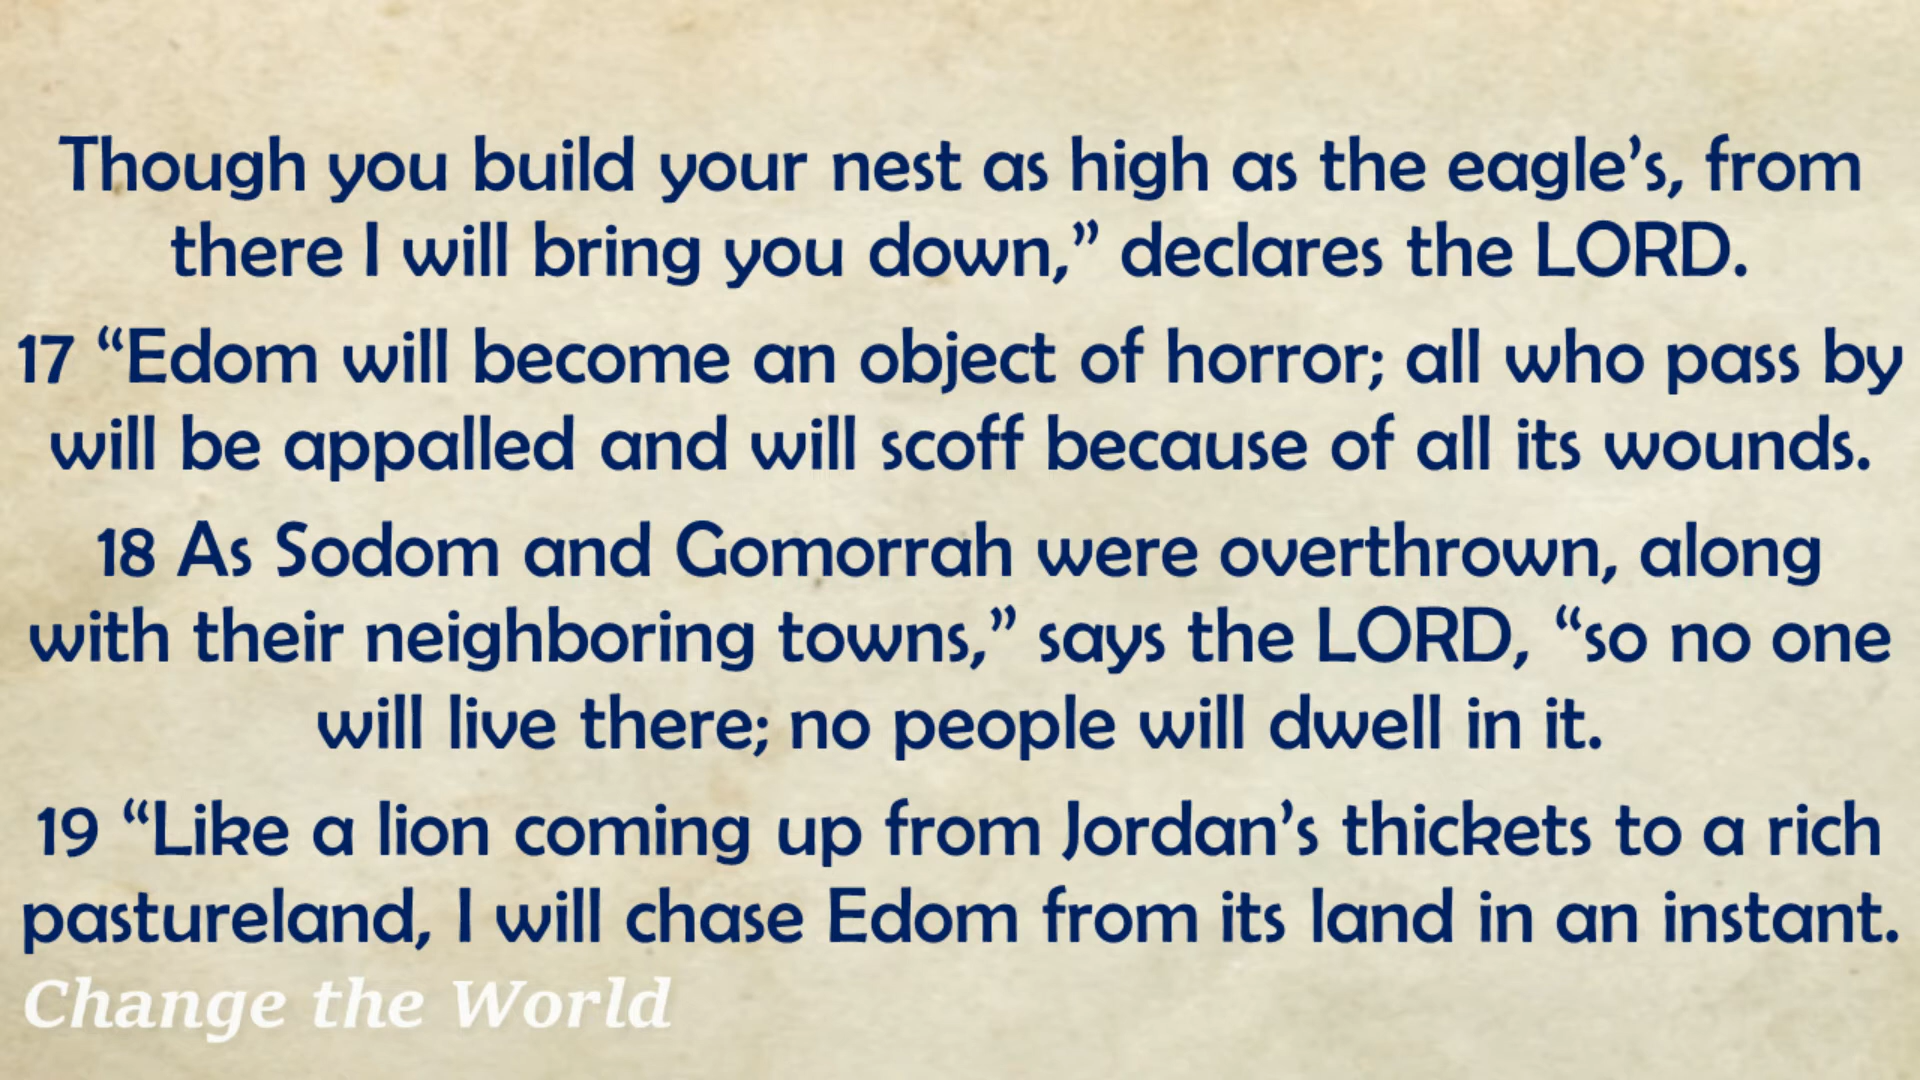 Though you build your nest as high as the eagle’s, from
there I will bring you down,” declares the LORD.
17 “Edom will become an object of horror; all who pass by
will be appalled and will scoff because of all its wounds.
18 As Sodom and Gomorrah were overthrown, along
with their neighboring towns,” says the LORD, “so no one
will live there; no people will dwell in it.
19 “Like a lion coming up from Jordan’s thickets to a rich
pastureland, I will chase Edom from its land in an instant.
Change the World